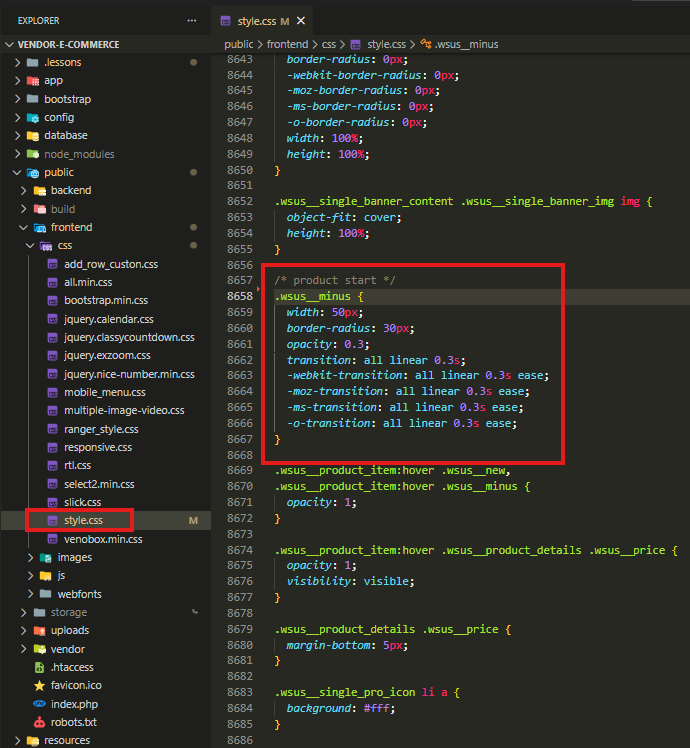 EXPLORER
VENDOR-E-COMMERCE
.lessons
app
bootstrap
config
database
node_modules
public
backend
build
frontend
css
add_row_custon.css
all.min.css
bootstrap.min.css
jquery.calendar.css
jquery.classycountdown.css
jquery.exzoom.css
jquery.nice-number.min.css
mobile_menu.css
multiple-image-video.css
ranger_style.css
responsive.css
rtl.css
select2.min.css
slick.css
style.css M
venobox.min.css
images
js
webfonts
storage
uploads
vendor
.htaccess
favicon.ico
index.php
robots.txt
resources
style.css M
public > frontend > css > style.css > .wsus__minus
8643 border-radius: 0px;
8644 -webkit-border-radius: 0px;
8645 -moz-border-radius: 0px;
8646 -ms-border-radius: 0px;
8647 -o-border-radius: 0px;
8648 width: 100%;
8649 height: 100%;
8650 }
8651
8652 .wsus__single_banner_content .wsus__single_banner_img img {
8653 object-fit: cover;
8654 height: 100%;
8655 }
8656
8657 /* product start */
8658 .wsus__minus {
8659 width: 50px;
8660 border-radius: 30px;
8661 opacity: 0.3;
8662 transition: all linear 0.3s;
8663 -webkit-transition: all linear 0.3s ease;
8664 -moz-transition: all linear 0.3s ease;
8665 -ms-transition: all linear 0.3s ease;
8666 -o-transition: all linear 0.3s ease;
8667 }
8668
8669 .wsus__product_item:hover .wsus__new,
8670 .wsus__product_item:hover .wsus__minus {
8671 opacity: 1;
8672 }
8673
8674 .wsus__product_item:hover .wsus__product_details .wsus__price {
8675 opacity: 1;
8676 visibility: visible;
8677 }
8678
8679 .wsus__product_details .wsus__price {
8680 margin-bottom: 5px;
8681 }
8682
8683 .wsus__single_pro_icon li a {
8684 background: #fff;
8685 }
8686